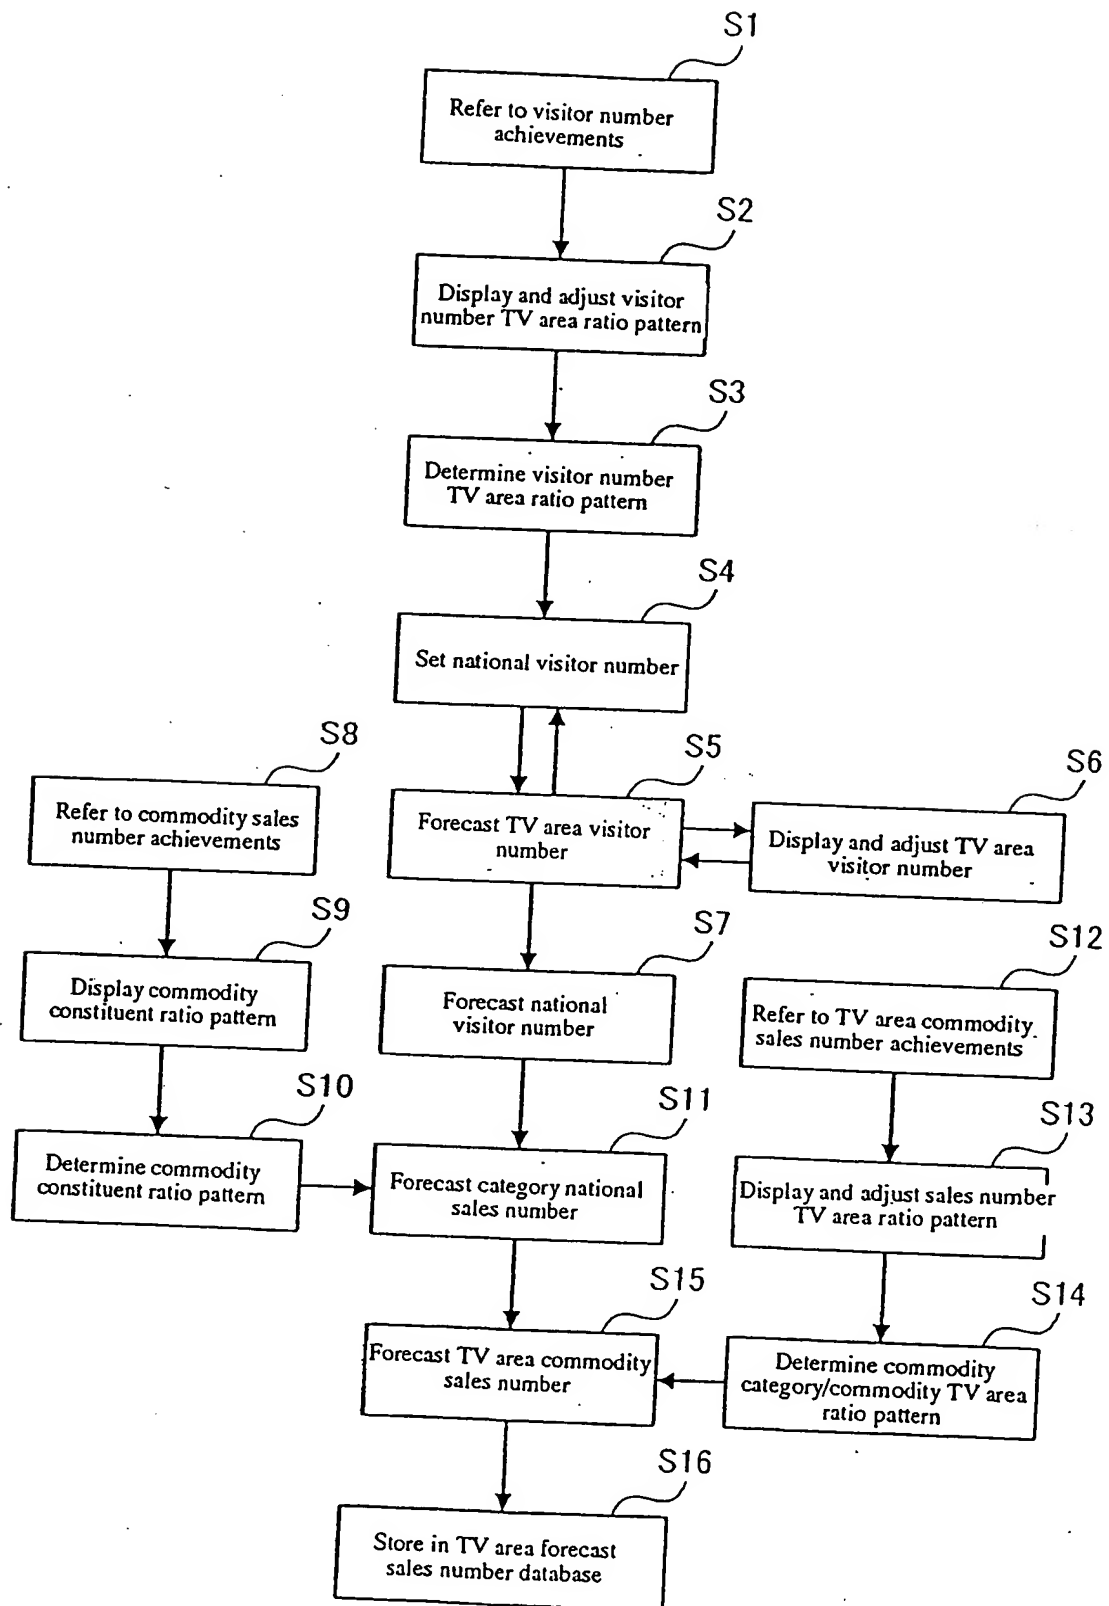 S1
Refer to visitor number
achievements
S2
Display and adjust visitor
number TV area ratio pattern
S3
Determine visitor number
TV area ratio pattern
S4
Set national visitor number
S8
Refer to commodity sales
number achievements
S5
Forecast TV area visitor
number
S6
Display and adjust TV area
visitor number
S9
Display commodity
constituent ratio pattern
S7
Forecast national
visitor number
S12
Refer to TV area commodity
sales number achievements
S10
Determine commodity
constituent ratio pattern
S11
Forecast category national
sales number
S13
Display and adjust sales number
TV area ratio pattern
S15
Forecast TV area commodity
sales number
S14
Determine commodity
category/commodity TV area
ratio pattern
S16
Store in TV area forecast
sales number database